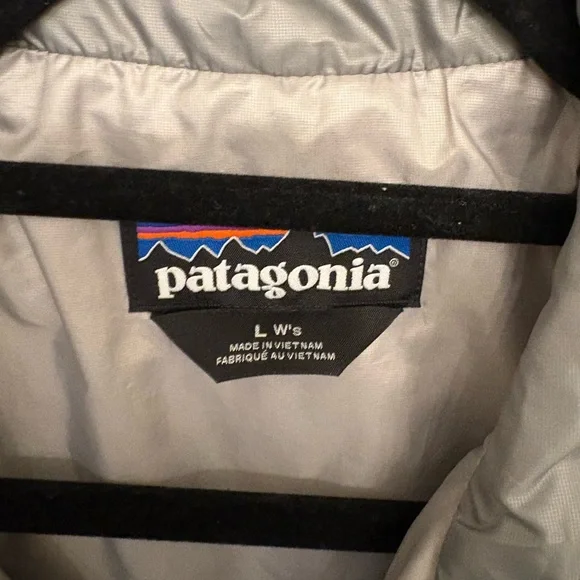 patagonia®
L W's
MADE IN VIETNAM
FABRIQUÉ AU VIETNAM